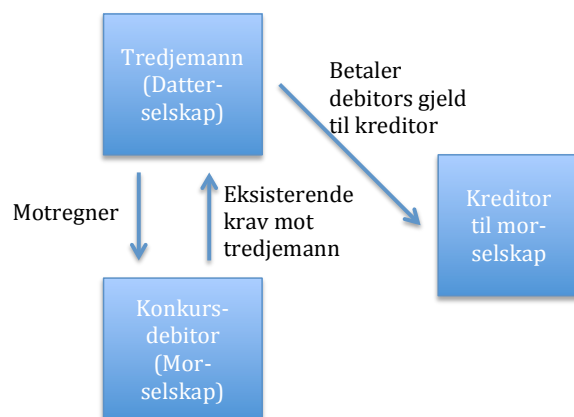 Tredjemann
(Datter-
selskap)
Betaler
debitors gjeld
til kreditor
Motregner
Eksisterende
krav mot
tredjemann
Kreditor
til mor-
selskap
Konkurs-
debitor
(Mor-
selskap)